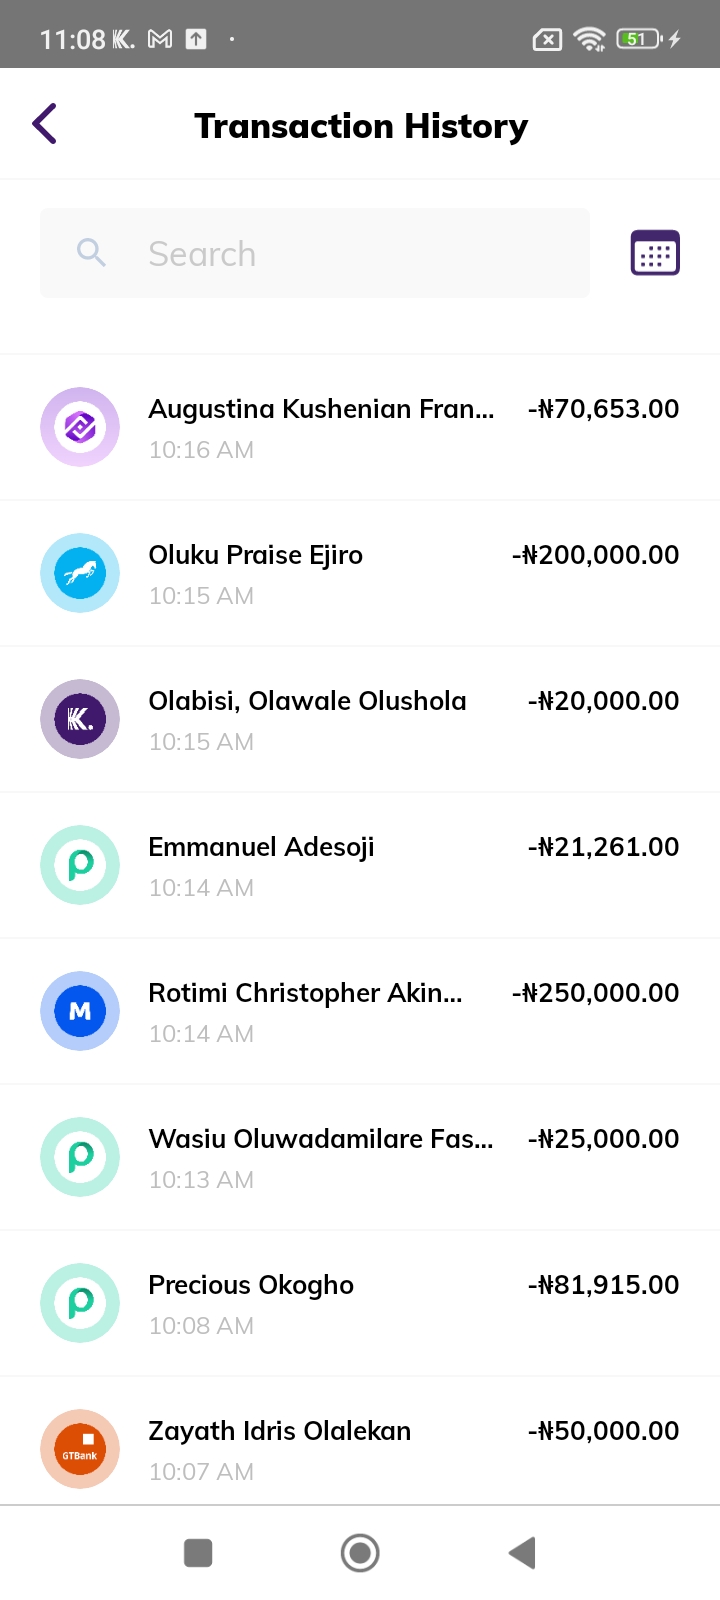 11:08 K.
51
Transaction History
Search
Augustina Kushenian Fran... -₦70,653.00
10:16 AM
Oluku Praise Ejiro -₦200,000.00
10:15 AM
K. Olabisi, Olawale Olushola -₦20,000.00
10:15 AM
Emmanuel Adesoji -₦21,261.00
10:14 AM
M Rotimi Christopher Akin... -₦250,000.00
10:14 AM
Wasiu Oluwadamilare Fas... -₦25,000.00
10:13 AM
Precious Okogho -₦81,915.00
10:08 AM
Zayath Idris Olalekan -₦50,000.00
GTBank
10:07 AM